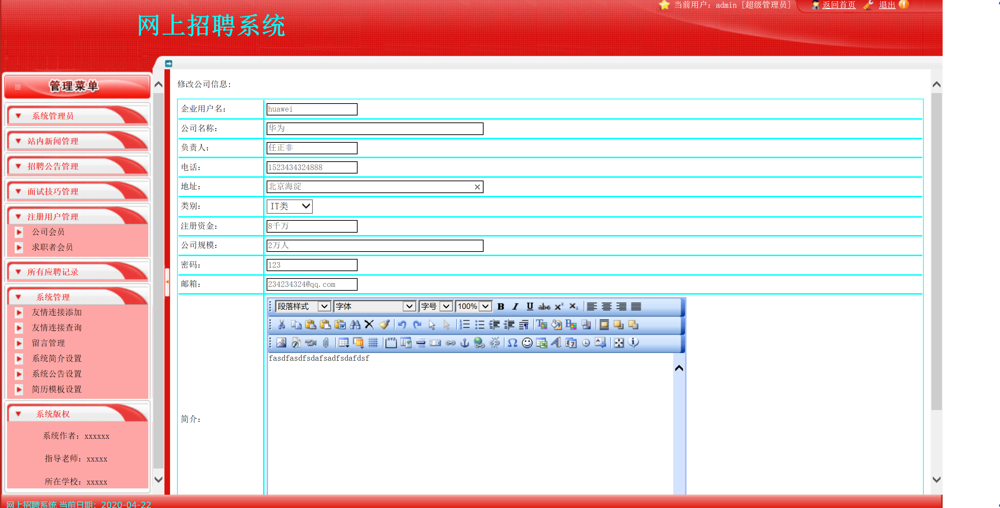 当前用户: admin [超级管理员] 返回首页 退出
网上招聘系统
管理菜单
系统管理员
站内新闻管理
招聘公告管理
面试技巧管理
注册用户管理
公司会员
求职者会员
所有应聘记录
系统管理
友情连接添加
友情连接查询
留言管理
系统简介设置
系统公告设置
简历模板设置
系统版权
系统作者: xxxxxx
指导老师: xxxxx
所在学校: xxxxx
修改公司信息:
企业用户名: huawei
公司名称: 华为
负责人: 任正非
电话: 1523434324888
地址: 北京海淀
类别: IT类
注册资金: 8千万
公司规模: 2万人
密码: 123
邮箱: 234234324@qq.com
段落样式 字体 字号 100%
fasdfasdfsdafsadfsdafdsf
简介:
网上招聘系统 当前日期: 2020-04-22